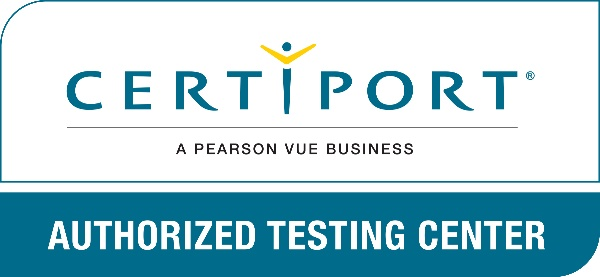 CERTIPORT®
A PEARSON VUE BUSINESS
AUTHORIZED TESTING CENTER